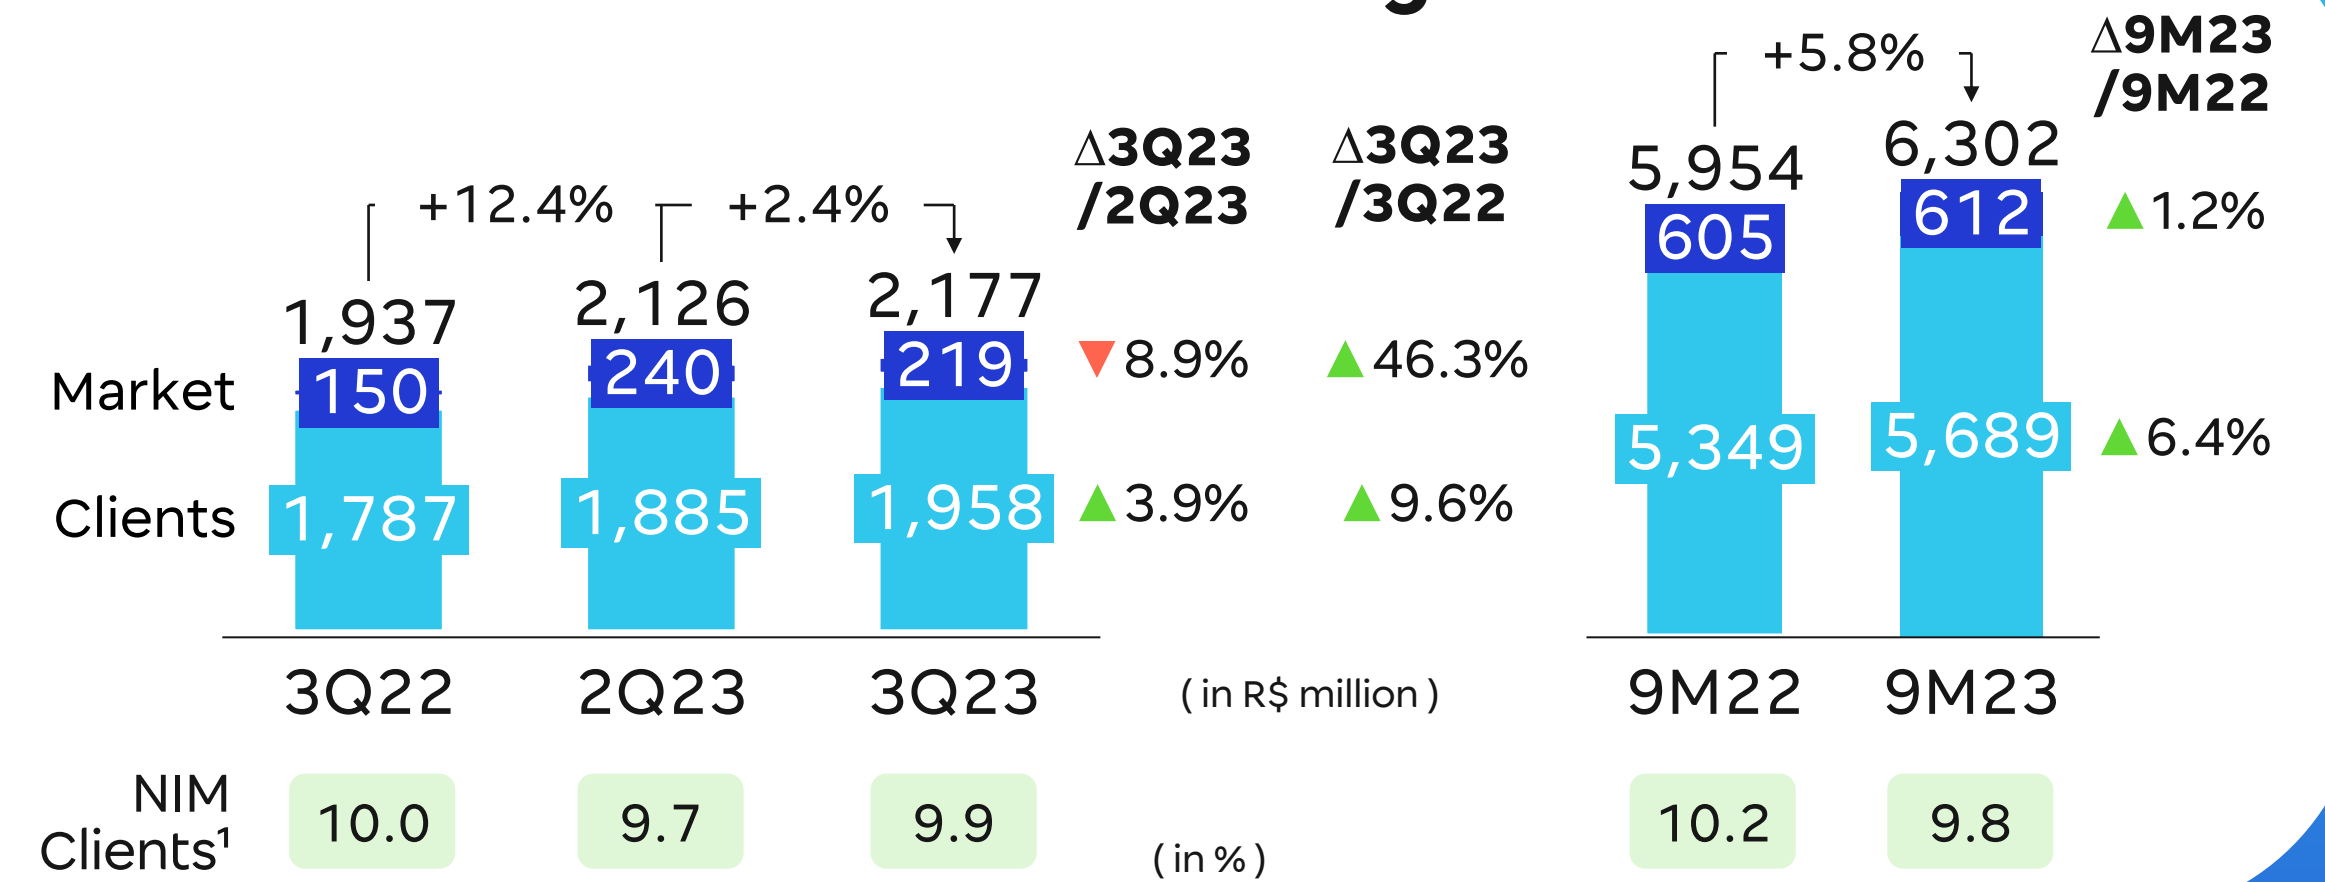 +5.8%
Δ9M23
/9M22
+12.4%
+2.4%
Δ3Q23
/2Q23
Δ3Q23
/3Q22
5,954
6,302
1,937
2,126
2,177
605
612
▲1.2%
Market
150
240
219
▼8.9%
▲46.3%
Clients
1,787
1,885
1,958
▲3.9%
▲9.6%
5,349
5,689
▲6.4%
3Q22
2Q23
3Q23
( in R$ million )
9M22
9M23
NIM
Clients¹
10.0
9.7
9.9
( in % )
10.2
9.8